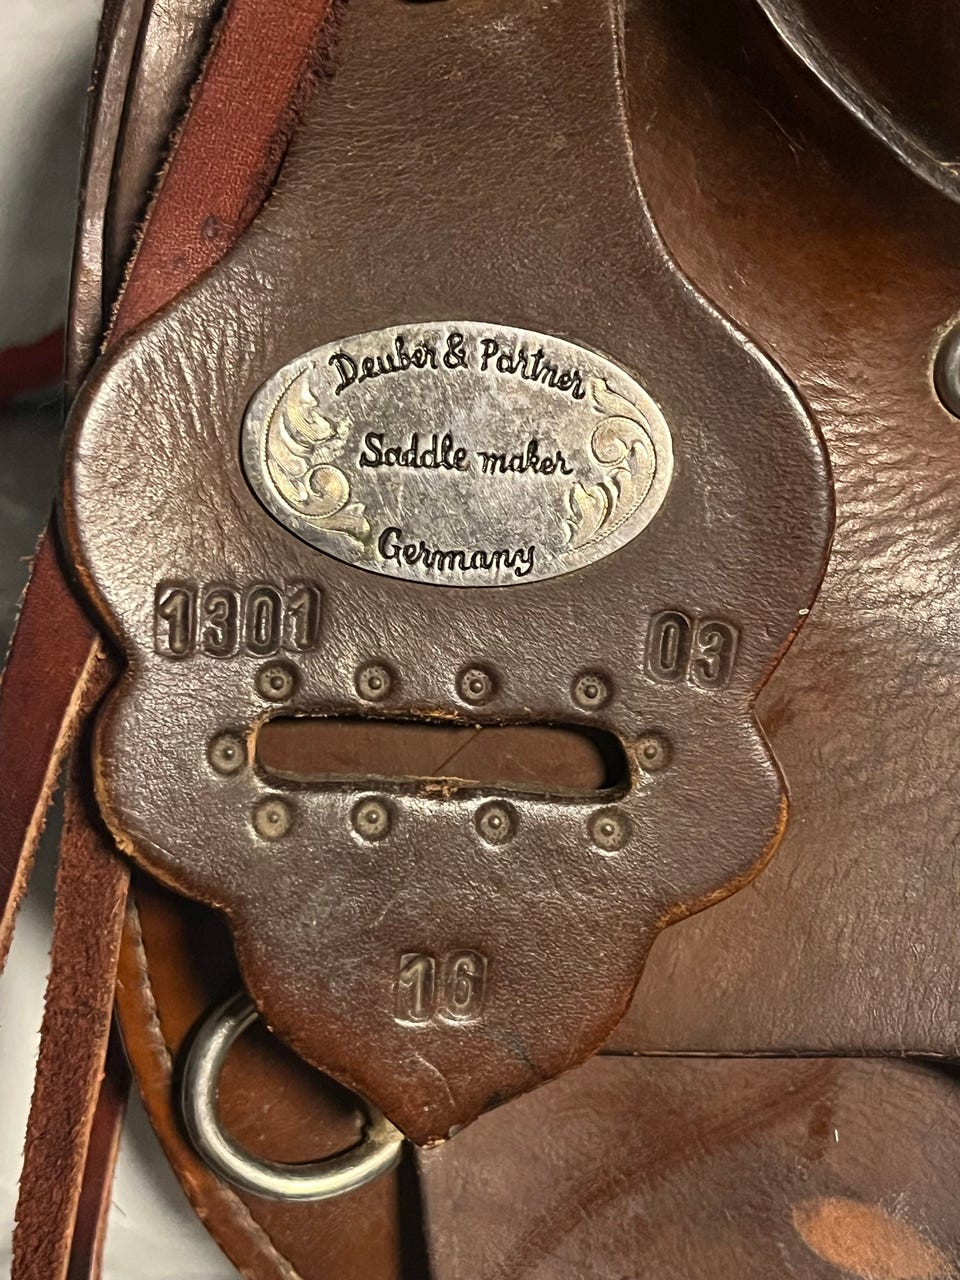 Deuber & Partner
Saddle maker
Germany
1301 03
16